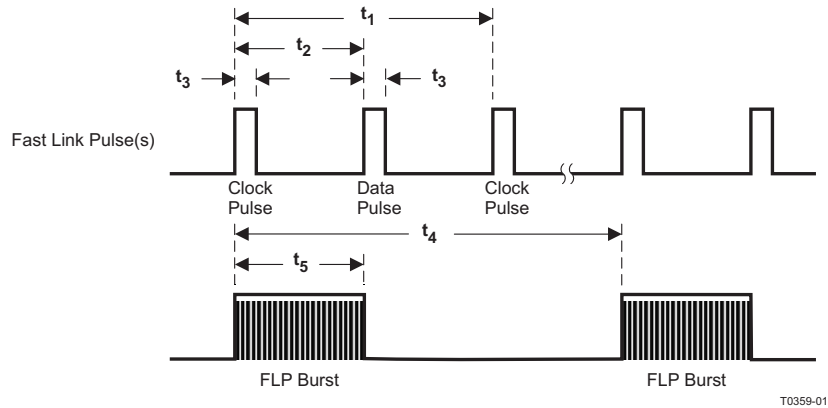 t1
t2
t3 t3
Fast Link Pulse(s)
Clock Pulse
Data Pulse
Clock Pulse
t4
t5
FLP Burst FLP Burst
T0359-01